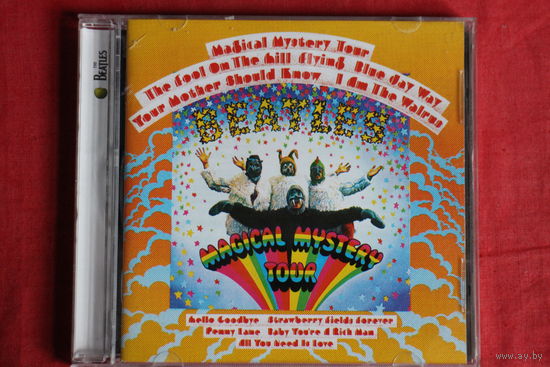 THE
BEATLES
Magical Mystery Tour
The Fool On The Hill Flying Blue Jay Way
Your Mother Should Know I Am The Walrus
BEATLES
MAGICAL MYSTERY
TOUR
Hello Goodbye Strawberry Fields Forever
Penny Lane Baby You're A Rich Man
All You Need Is Love
www.ay.by